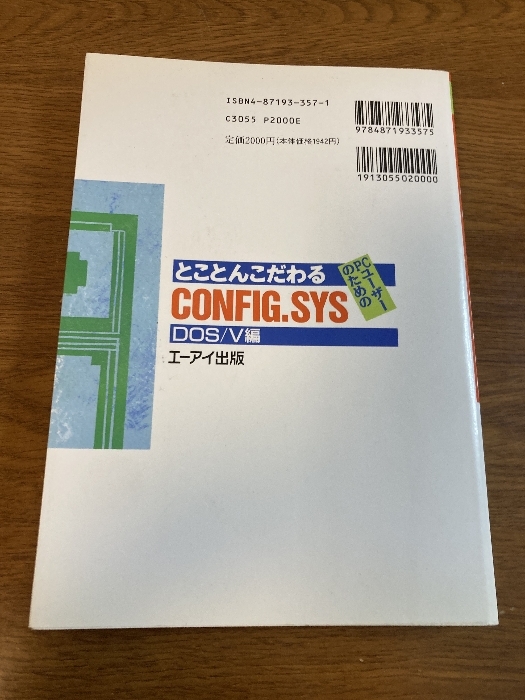 ISBN4-87193-357-1
C3055 P2000E
定価2000円(本体価格1942円)
9784871933575
1913055020000
とことんこだわる
PCユーザー
のための
CONFIG.SYS
DOS/V編
エーアイ出版